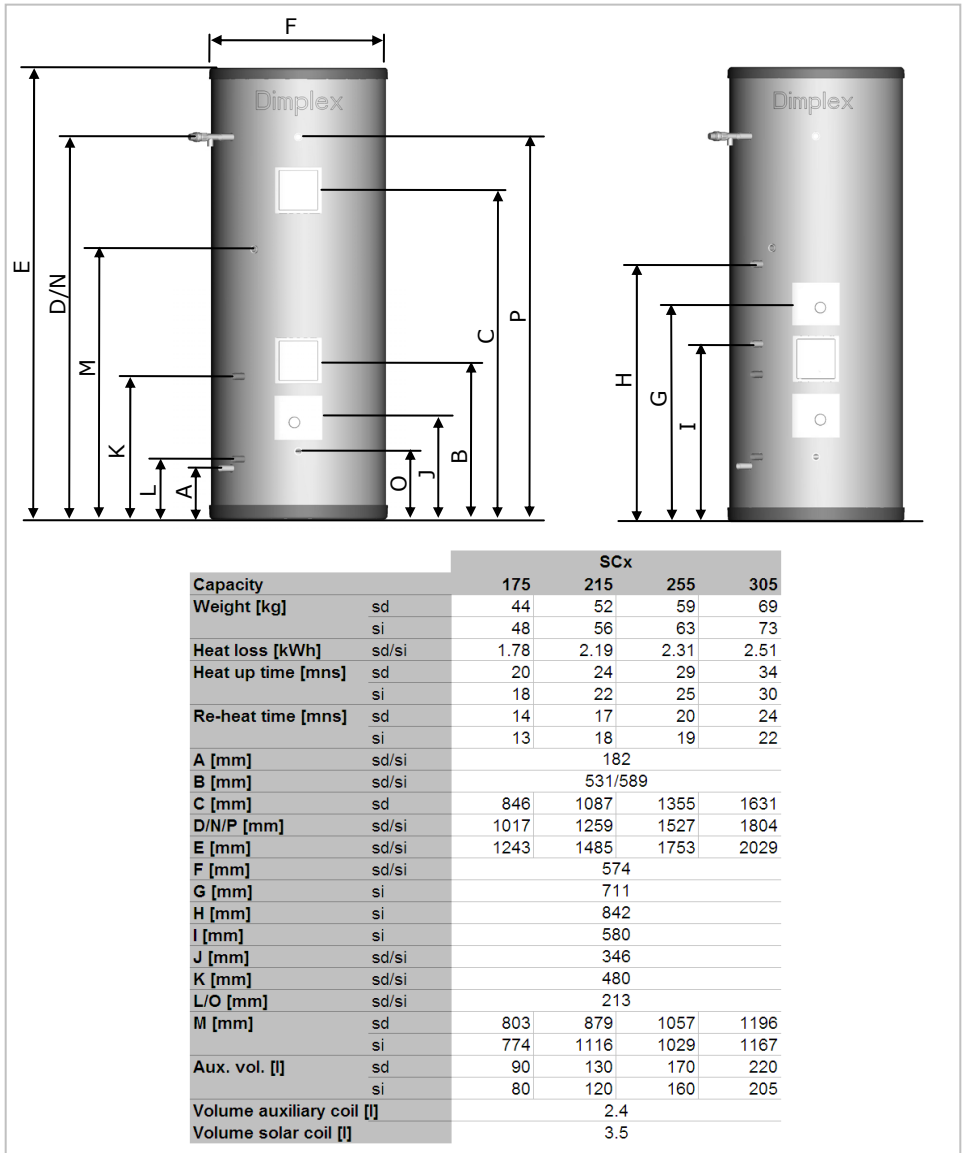 F
Dimplex
Dimplex
E
D/N
M
K
L
A
O
J
B
C
P
H
G
I
SCx
Capacity 175 215 255 305
Weight [kg] sd 44 52 59 69
si 48 56 63 73
Heat loss [kWh] sd/si 1.78 2.19 2.31 2.51
Heat up time [mns] sd 20 24 29 34
si 18 22 25 30
Re-heat time [mns] sd 14 17 20 24
si 13 18 19 22
A [mm] sd/si 182
B [mm] sd/si 531/589
C [mm] sd 846 1087 1355 1631
D/N/P [mm] sd/si 1017 1259 1527 1804
E [mm] sd/si 1243 1485 1753 2029
F [mm] sd/si 574
G [mm] si 711
H [mm] si 842
I [mm] si 580
J [mm] sd/si 346
K [mm] sd/si 480
L/O [mm] sd/si 213
M [mm] sd 803 879 1057 1196
si 774 1116 1029 1167
Aux. vol. [l] sd 90 130 170 220
si 80 120 160 205
Volume auxiliary coil [l] 2.4
Volume solar coil [l] 3.5